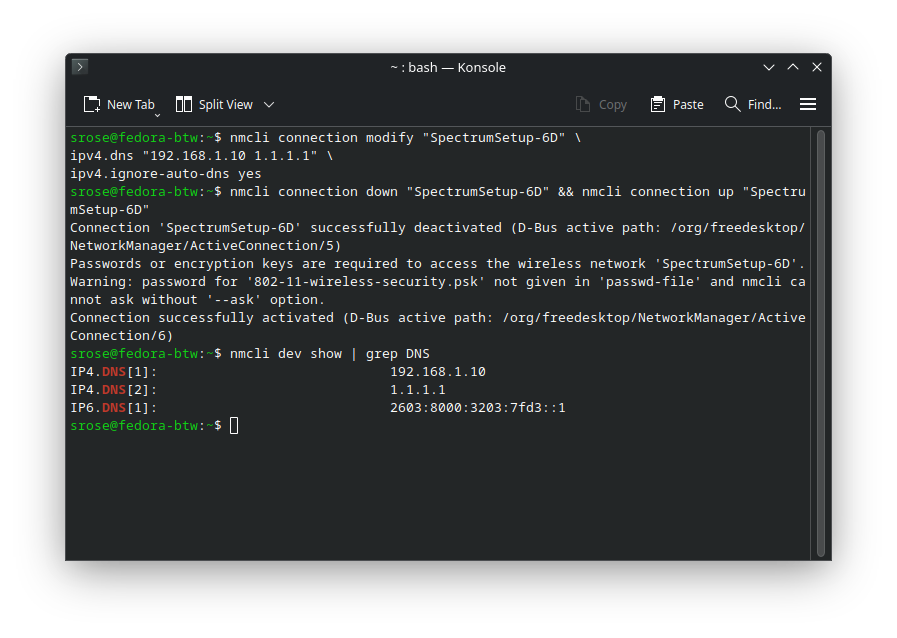 ~ : bash — Konsole
New Tab
Split View
Copy
Paste
Find...
srose@fedora-btw:~$ nmcli connection modify "SpectrumSetup-6D" \
ipv4.dns "192.168.1.10 1.1.1.1" \
ipv4.ignore-auto-dns yes
srose@fedora-btw:~$ nmcli connection down "SpectrumSetup-6D" && nmcli connection up "Spectru
mSetup-6D"
Connection 'SpectrumSetup-6D' successfully deactivated (D-Bus active path: /org/freedesktop/
NetworkManager/ActiveConnection/5)
Passwords or encryption keys are required to access the wireless network 'SpectrumSetup-6D'.
Warning: password for '802-11-wireless-security.psk' not given in 'passwd-file' and nmcli ca
nnot ask without '--ask' option.
Connection successfully activated (D-Bus active path: /org/freedesktop/NetworkManager/Active
Connection/6)
srose@fedora-btw:~$ nmcli dev show | grep DNS
IP4.DNS[1]:                             192.168.1.10
IP4.DNS[2]:                             1.1.1.1
IP6.DNS[1]:                             2603:8000:3203:7fd3::1
srose@fedora-btw:~$